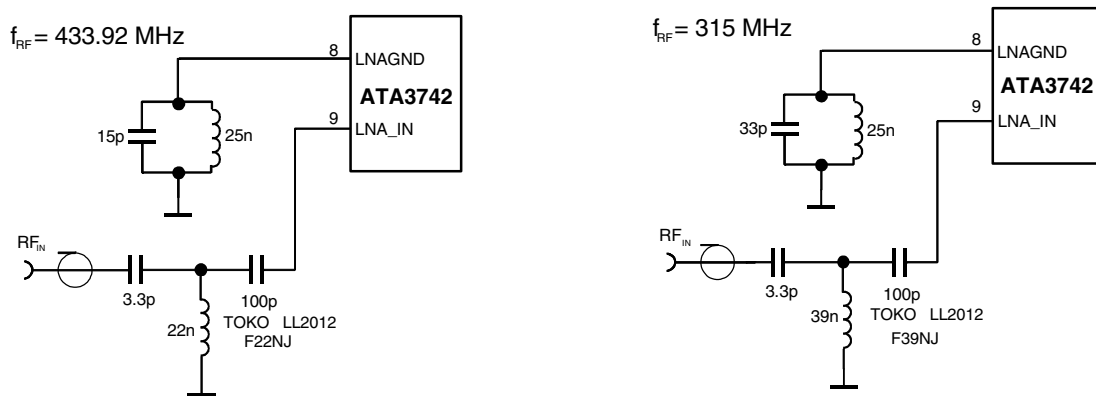 fRF = 433.92 MHz
8
LNAGND
ATA3742
15p
25n
9
LNA_IN
RFIN
3.3p
100p
22n
TOKO LL2012
F22NJ
fRF = 315 MHz
8
LNAGND
ATA3742
33p
25n
9
LNA_IN
RFIN
3.3p
100p
39n
TOKO LL2012
F39NJ